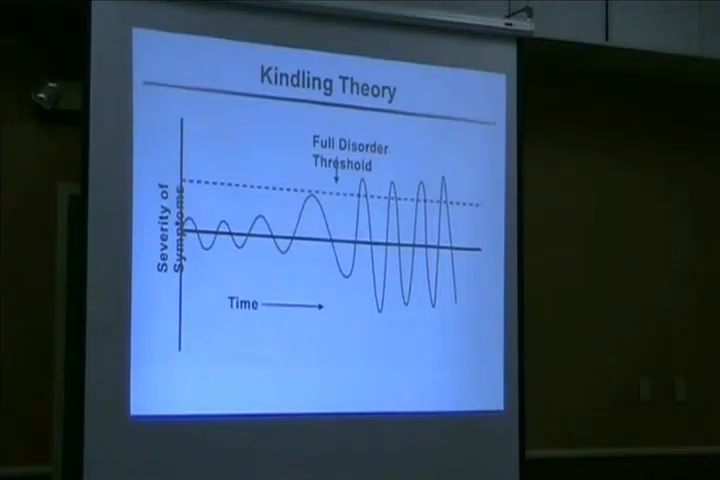 Kindling Theory
Full Disorder
Threshold
Severity of
Symptoms
Time